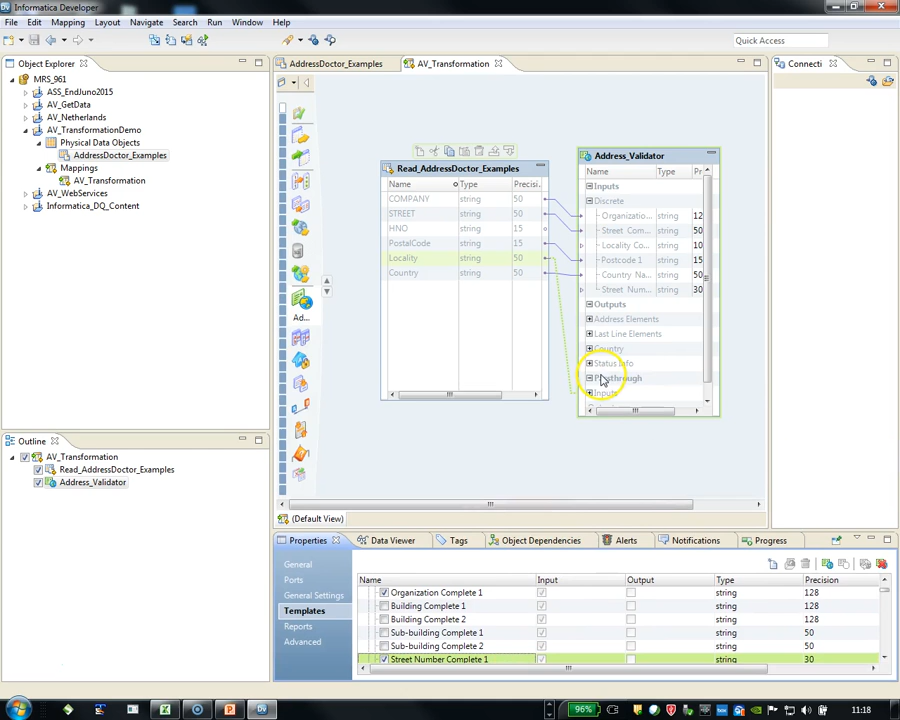 Informatica Developer
File Edit Mapping Layout Navigate Search Run Window Help
Quick Access
Object Explorer
MRS_961
ASS_EndJuno2015
AV_GetData
AV_Netherlands
AV_TransformationDemo
Physical Data Objects
AddressDoctor_Examples
Mappings
AV_Transformation
AV_WebServices
Informatica_DQ_Content
AddressDoctor_Examples AV_Transformation
Ad...
Read_AddressDoctor_Examples
Name Type Precisi...
COMPANY string 50
STREET string 50
HNO string 15
PostalCode string 15
Locality string 50
Country string 50
Address_Validator
Name Type Pr
Inputs
Discrete
Organizatio... string 12
Street Com... string 50
Locality Co... string 10
Postcode 1 string 15
Country Na... string 50
Street Num... string 30
Outputs
Address Elements
Last Line Elements
Country
Status Info
Passthrough
Inputs
(Default View)
Connecti
Outline
AV_Transformation
Read_AddressDoctor_Examples
Address_Validator
Properties Data Viewer Tags Object Dependencies Alerts Notifications Progress
General
Ports
General Settings
Templates
Reports
Advanced
Name Input Output Type Precision
Organization Complete 1 string 128
Building Complete 1 string 128
Building Complete 2 string 128
Sub-building Complete 1 string 50
Sub-building Complete 2 string 50
Street Number Complete 1 string 30
96%
11:18